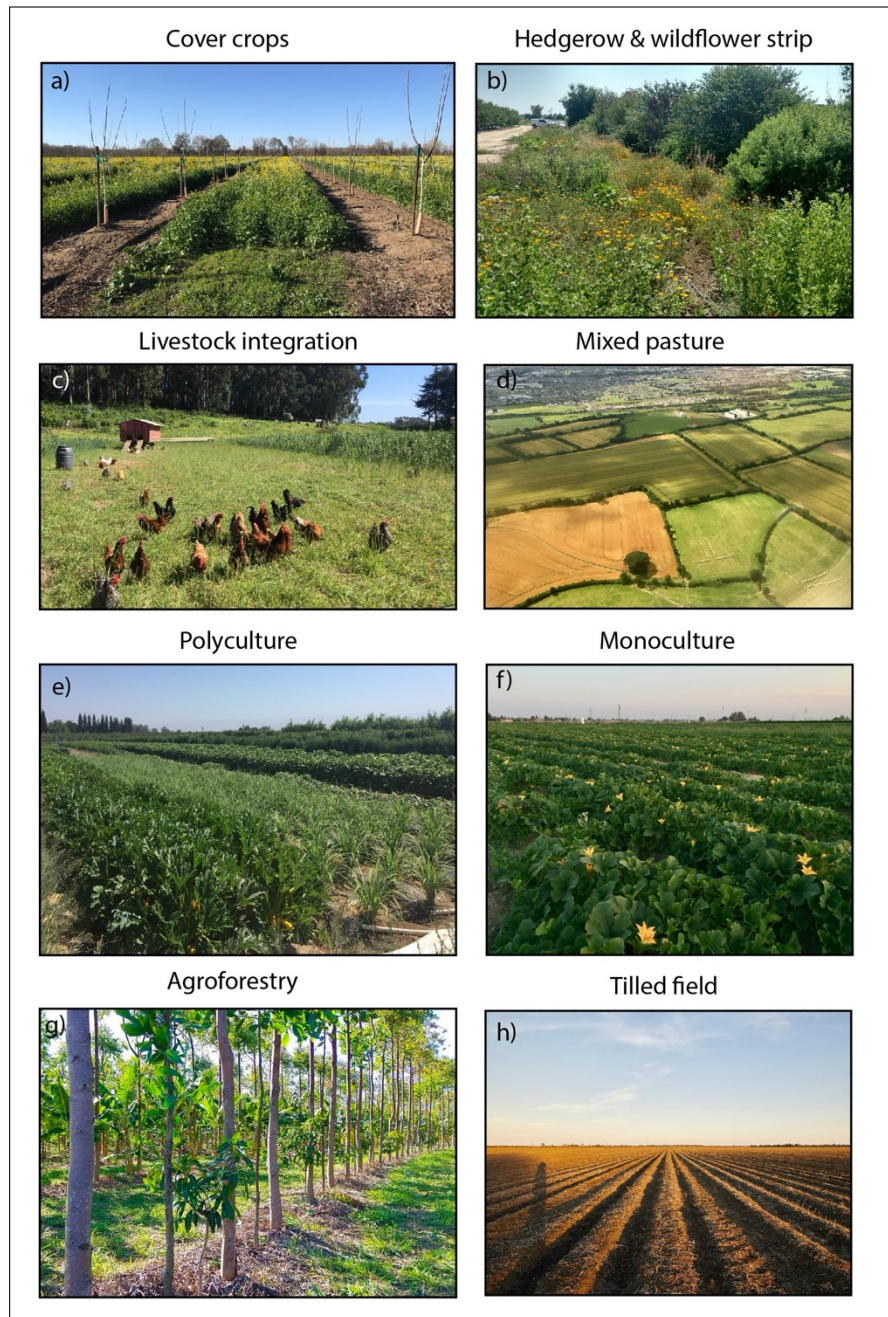 Cover crops
Hedgerow & wildflower strip
a)
b)
Livestock integration
Mixed pasture
c)
d)
Polyculture
Monoculture
e)
f)
Agroforestry
Tilled field
g)
h)